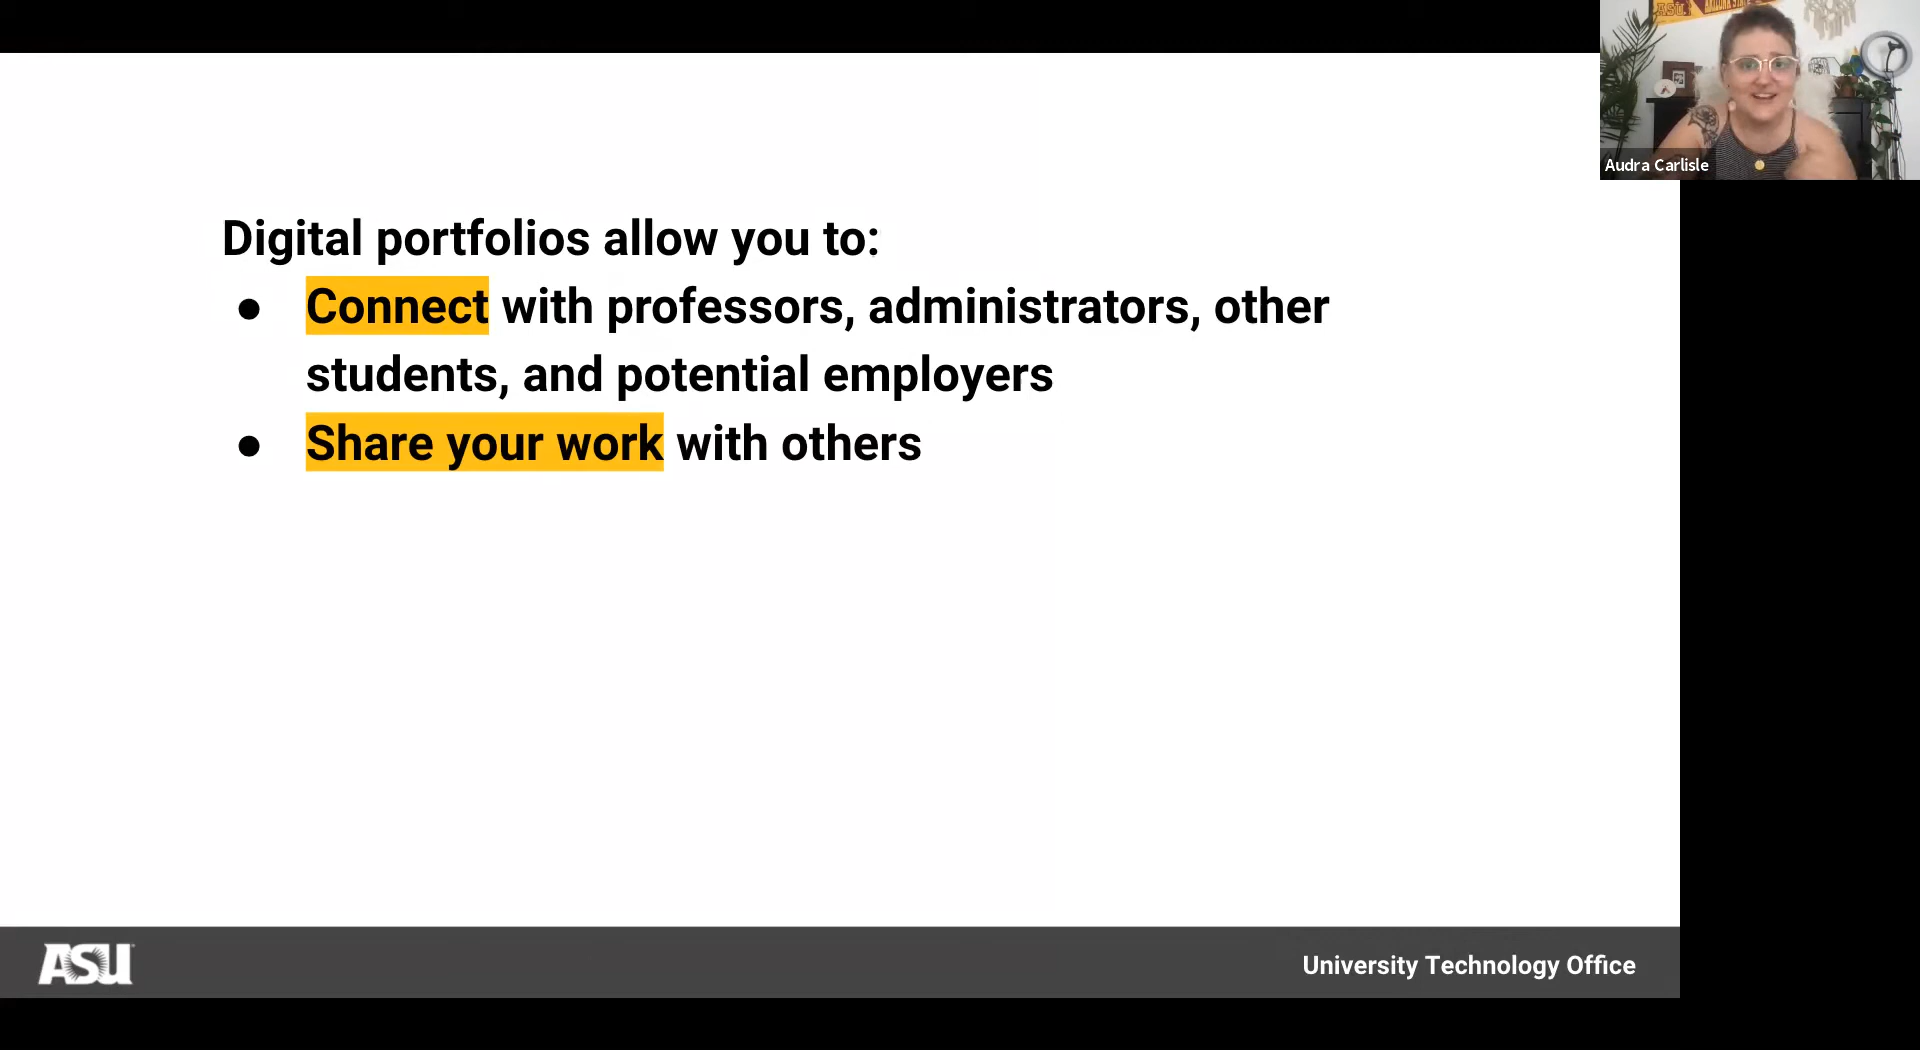 Digital portfolios allow you to:
● Connect with professors, administrators, other
students, and potential employers
● Share your work with others
Audra Carlisle
ASU
University Technology Office